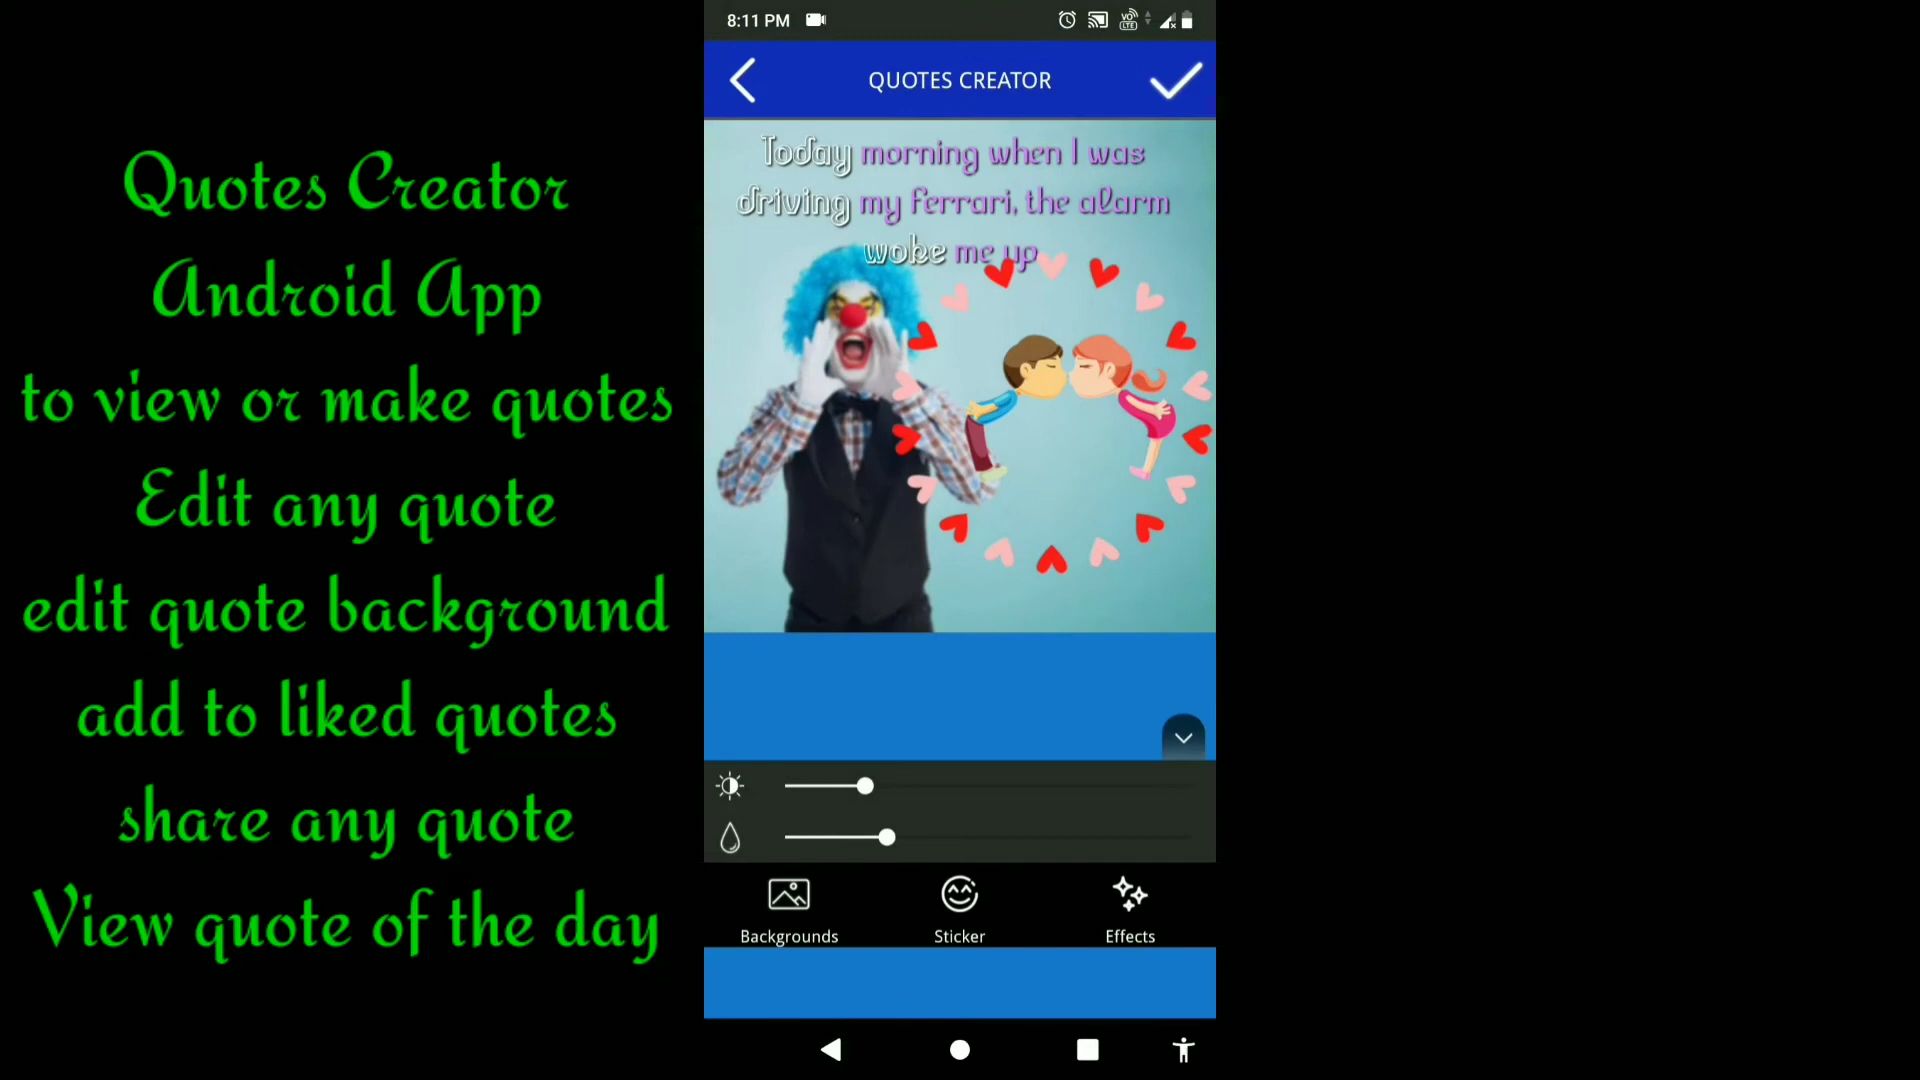 Quotes Creator
Android App
to view or make quotes
Edit any quote
edit quote background
add to liked quotes
share any quote
View quote of the day
8:11 PM
VO LTE
QUOTES CREATOR
Today morning when I was
driving my ferrari, the alarm
woke me up
Backgrounds
Sticker
Effects